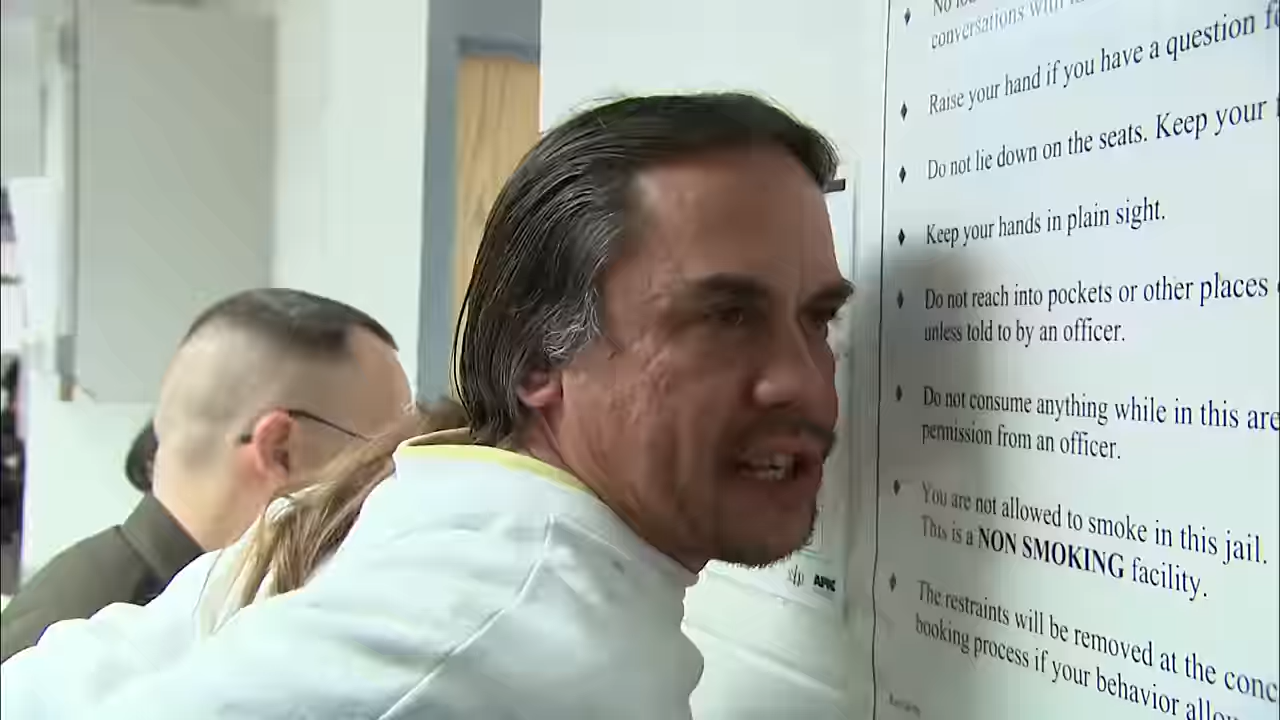 conversations with
Raise your hand if you have a question
Do not lie down on the seats. Keep your
Keep your hands in plain sight.
Do not reach into pockets or other places
unless told to by an officer.
Do not consume anything while in this are
permission from an officer.
You are not allowed to smoke in this jail.
This is a NON SMOKING facility.
The restraints will be removed at the conc
booking process if your behavior allo